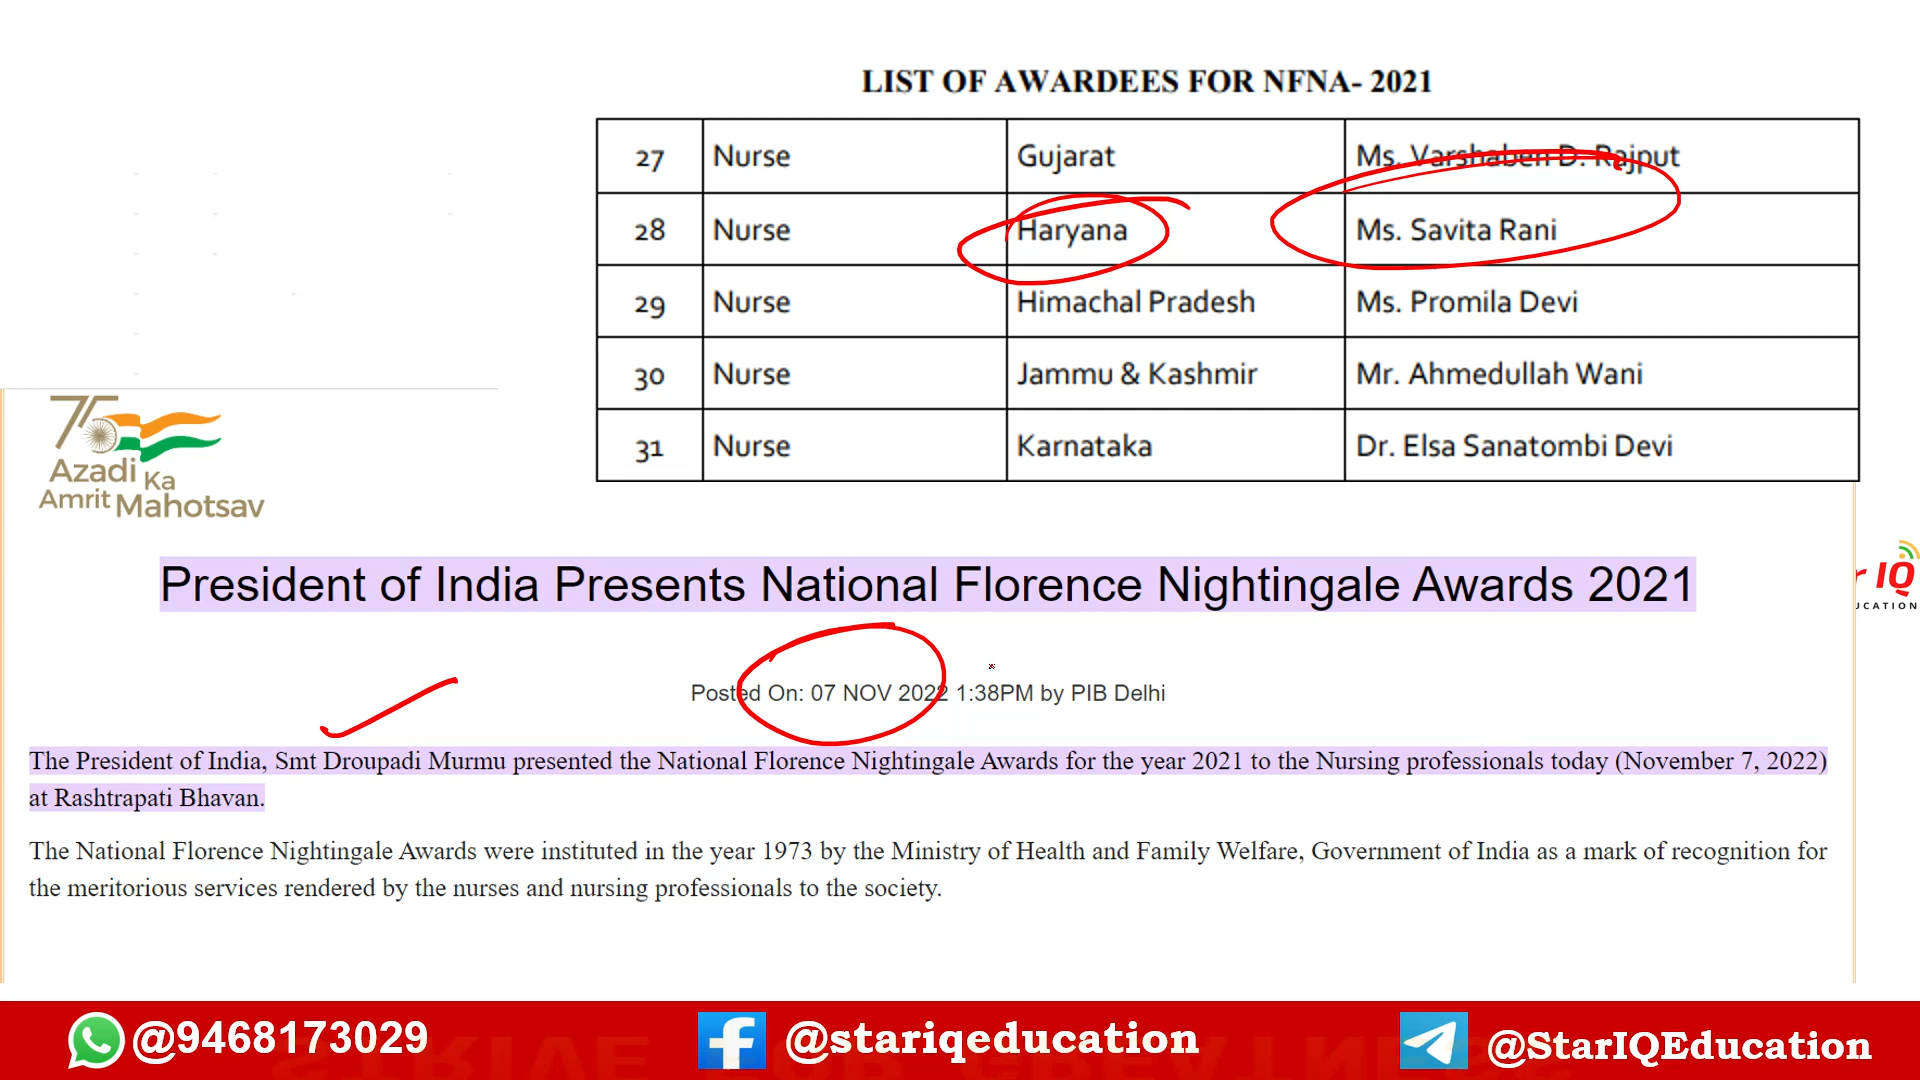 LIST OF AWARDEES FOR NFNA- 2021
27 Nurse Gujarat Ms. Varshaben D. Rajput
28 Nurse Haryana Ms. Savita Rani
29 Nurse Himachal Pradesh Ms. Promila Devi
30 Nurse Jammu & Kashmir Mr. Ahmedullah Wani
31 Nurse Karnataka Dr. Elsa Sanatombi Devi
75
Azadi Ka
Amrit Mahotsav
President of India Presents National Florence Nightingale Awards 2021
r IQ
UCATION
Posted On: 07 NOV 2022 1:38PM by PIB Delhi
The President of India, Smt Droupadi Murmu presented the National Florence Nightingale Awards for the year 2021 to the Nursing professionals today (November 7, 2022)
at Rashtrapati Bhavan.
The National Florence Nightingale Awards were instituted in the year 1973 by the Ministry of Health and Family Welfare, Government of India as a mark of recognition for
the meritorious services rendered by the nurses and nursing professionals to the society.
@9468173029 @stariqeducation @StarIQEducation